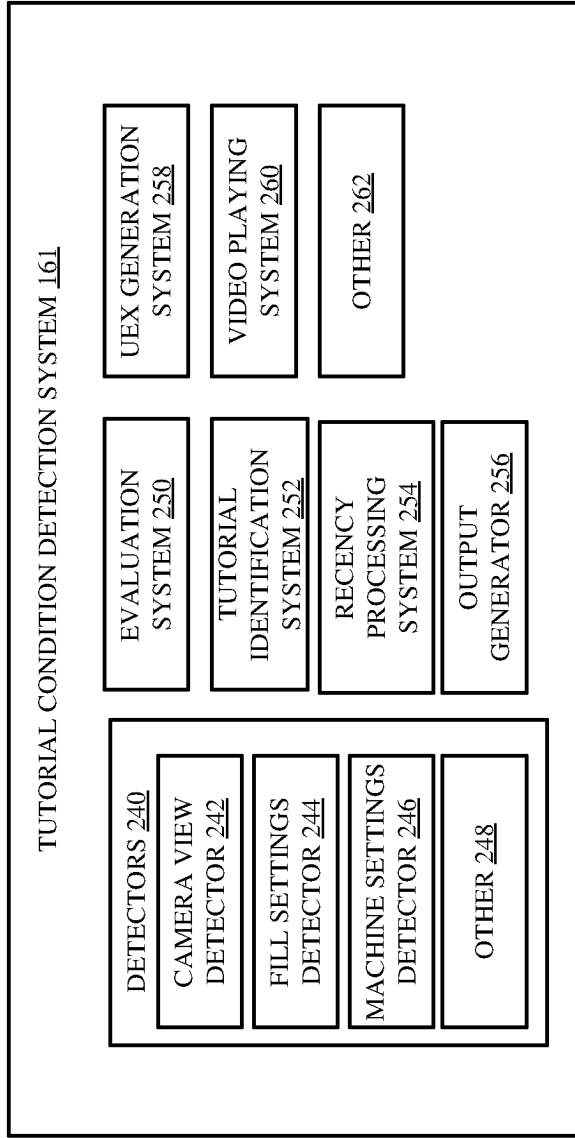 TUTORIAL CONDITION DETECTION SYSTEM 161
DETECTORS 240
CAMERA VIEW
DETECTOR 242
FILL SETTINGS
DETECTOR 244
MACHINE SETTINGS
DETECTOR 246
OTHER 248
EVALUATION
SYSTEM 250
TUTORIAL
IDENTIFICATION
SYSTEM 252
RECENCY
PROCESSING
SYSTEM 254
OUTPUT
GENERATOR 256
UEX GENERATION
SYSTEM 258
VIDEO PLAYING
SYSTEM 260
OTHER 262